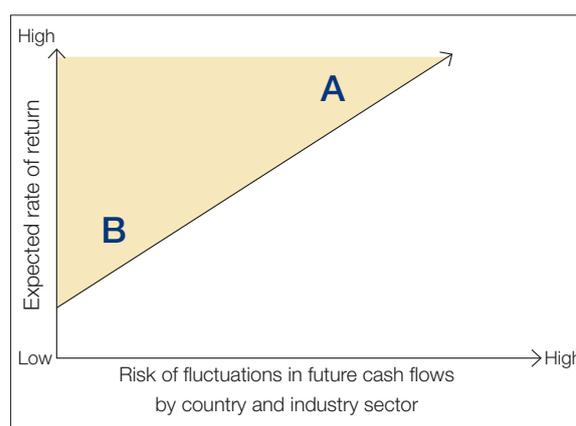 High
Expected rate of return
A
B
Low
High
Risk of fluctuations in future cash flows
by country and industry sector